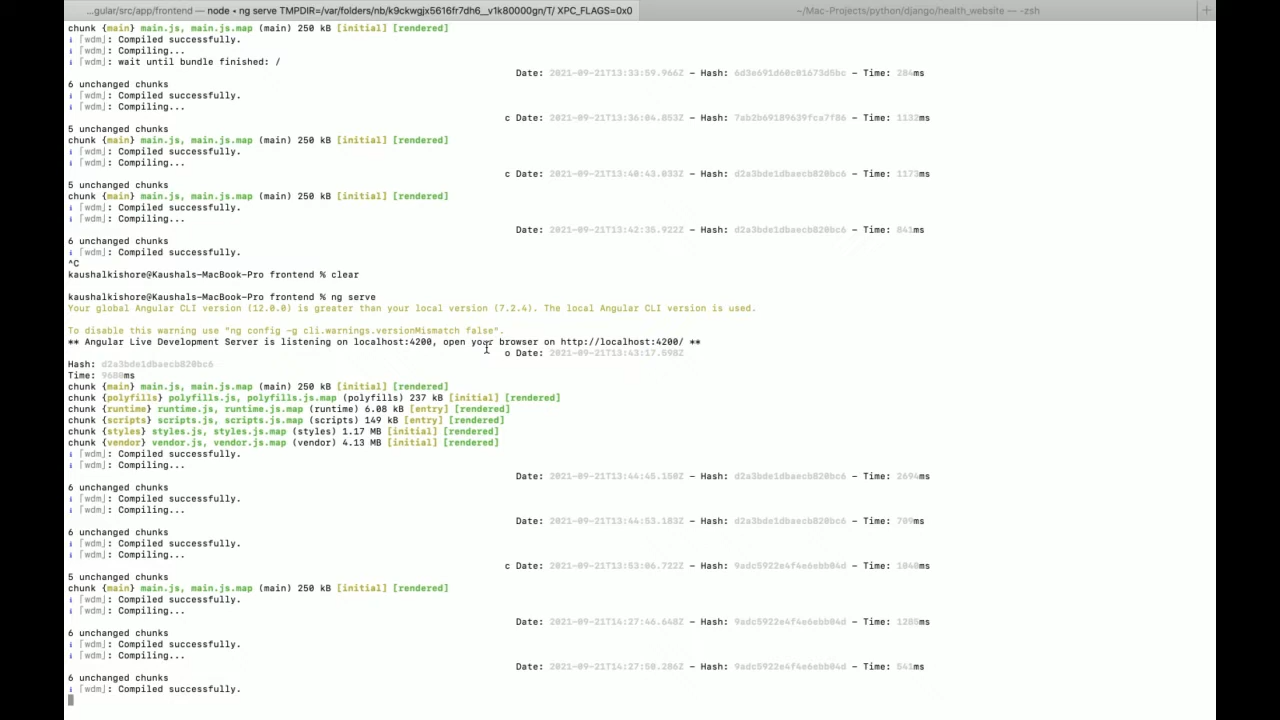 …gular/src/app/frontend — node ◂ ng serve TMPDIR=/var/folders/nb/k9ckwgjx5616fr7dh6__v1k80000gn/T/ XPC_FLAGS=0x0
~/Mac-Projects/python/django/health_website — -zsh
chunk {main} main.js, main.js.map (main) 250 kB [initial] [rendered]
ℹ ｢wdm｣: Compiled successfully.
ℹ ｢wdm｣: Compiling...
ℹ ｢wdm｣: wait until bundle finished: /
Date: 2021-09-21T13:33:59.966Z - Hash: 6d3e691d60c01673d5bc - Time: 284ms
6 unchanged chunks
ℹ ｢wdm｣: Compiled successfully.
ℹ ｢wdm｣: Compiling...
c Date: 2021-09-21T13:36:04.853Z - Hash: 7ab2b69189639fca7f86 - Time: 1132ms
5 unchanged chunks
chunk {main} main.js, main.js.map (main) 250 kB [initial] [rendered]
ℹ ｢wdm｣: Compiled successfully.
ℹ ｢wdm｣: Compiling...
c Date: 2021-09-21T13:40:43.033Z - Hash: d2a3bde1dbaecb820bc6 - Time: 1173ms
5 unchanged chunks
chunk {main} main.js, main.js.map (main) 250 kB [initial] [rendered]
ℹ ｢wdm｣: Compiled successfully.
ℹ ｢wdm｣: Compiling...
Date: 2021-09-21T13:42:35.922Z - Hash: d2a3bde1dbaecb820bc6 - Time: 841ms
6 unchanged chunks
ℹ ｢wdm｣: Compiled successfully.
^C
kaushalkishore@Kaushals-MacBook-Pro frontend % clear
kaushalkishore@Kaushals-MacBook-Pro frontend % ng serve
Your global Angular CLI version (12.0.0) is greater than your local version (7.2.4). The local Angular CLI version is used.
To disable this warning use "ng config -g cli.warnings.versionMismatch false".
** Angular Live Development Server is listening on localhost:4200, open your browser on http://localhost:4200/ **
o Date: 2021-09-21T13:43:17.598Z
Hash: d2a3bde1dbaecb820bc6
Time: 9680ms
chunk {main} main.js, main.js.map (main) 250 kB [initial] [rendered]
chunk {polyfills} polyfills.js, polyfills.js.map (polyfills) 237 kB [initial] [rendered]
chunk {runtime} runtime.js, runtime.js.map (runtime) 6.08 kB [entry] [rendered]
chunk {scripts} scripts.js, scripts.js.map (scripts) 149 kB [entry] [rendered]
chunk {styles} styles.js, styles.js.map (styles) 1.17 MB [initial] [rendered]
chunk {vendor} vendor.js, vendor.js.map (vendor) 4.13 MB [initial] [rendered]
ℹ ｢wdm｣: Compiled successfully.
ℹ ｢wdm｣: Compiling...
Date: 2021-09-21T13:44:45.150Z - Hash: d2a3bde1dbaecb820bc6 - Time: 2694ms
6 unchanged chunks
ℹ ｢wdm｣: Compiled successfully.
ℹ ｢wdm｣: Compiling...
Date: 2021-09-21T13:44:53.183Z - Hash: d2a3bde1dbaecb820bc6 - Time: 709ms
6 unchanged chunks
ℹ ｢wdm｣: Compiled successfully.
ℹ ｢wdm｣: Compiling...
c Date: 2021-09-21T13:53:06.722Z - Hash: 9adc5922e4f4e6ebb04d - Time: 1040ms
5 unchanged chunks
chunk {main} main.js, main.js.map (main) 250 kB [initial] [rendered]
ℹ ｢wdm｣: Compiled successfully.
ℹ ｢wdm｣: Compiling...
Date: 2021-09-21T14:27:46.648Z - Hash: 9adc5922e4f4e6ebb04d - Time: 1285ms
6 unchanged chunks
ℹ ｢wdm｣: Compiled successfully.
ℹ ｢wdm｣: Compiling...
Date: 2021-09-21T14:27:50.286Z - Hash: 9adc5922e4f4e6ebb04d - Time: 541ms
6 unchanged chunks
ℹ ｢wdm｣: Compiled successfully.